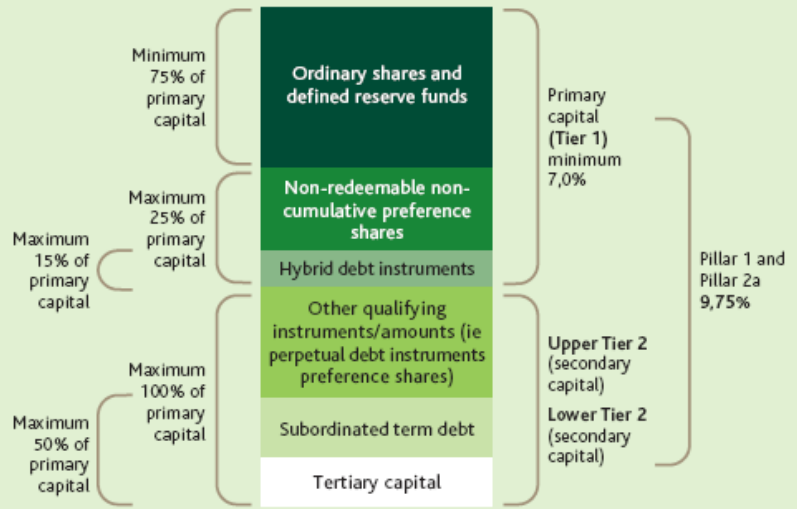 Minimum
75% of
primary
capital
Maximum
25% of
primary
capital
Maximum
15% of
primary
capital
Maximum
100% of
primary
capital
Maximum
50% of
primary
capital
Ordinary shares and
defined reserve funds
Non-redeemable non-
cumulative preference
shares
Hybrid debt instruments
Other qualifying
instruments/amounts (ie
perpetual debt instruments
preference shares)
Subordinated term debt
Tertiary capital
Primary
capital
(Tier 1)
minimum
7,0%
Upper Tier 2
(secondary
capital)
Lower Tier 2
(secondary
capital)
Pillar 1 and
Pillar 2a
9,75%